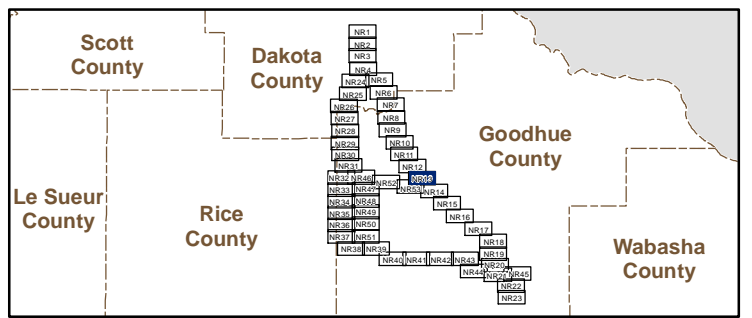 Scott
County
Dakota
County
Goodhue
County
Le Sueur
County
Rice
County
Wabasha
County
NR1
NR2
NR3
NR4
NR24
NR5
NR25
NR6
NR26
NR7
NR27
NR8
NR28
NR9
NR29
NR10
NR30
NR11
NR31
NR12
NR32
NR46
NR52
NR13
NR33
NR47
NR53
NR14
NR34
NR48
NR15
NR35
NR49
NR16
NR36
NR50
NR17
NR37
NR51
NR18
NR38
NR39
NR19
NR40
NR41
NR42
NR43
NR20
NR44
NR21
NR45
NR22
NR23